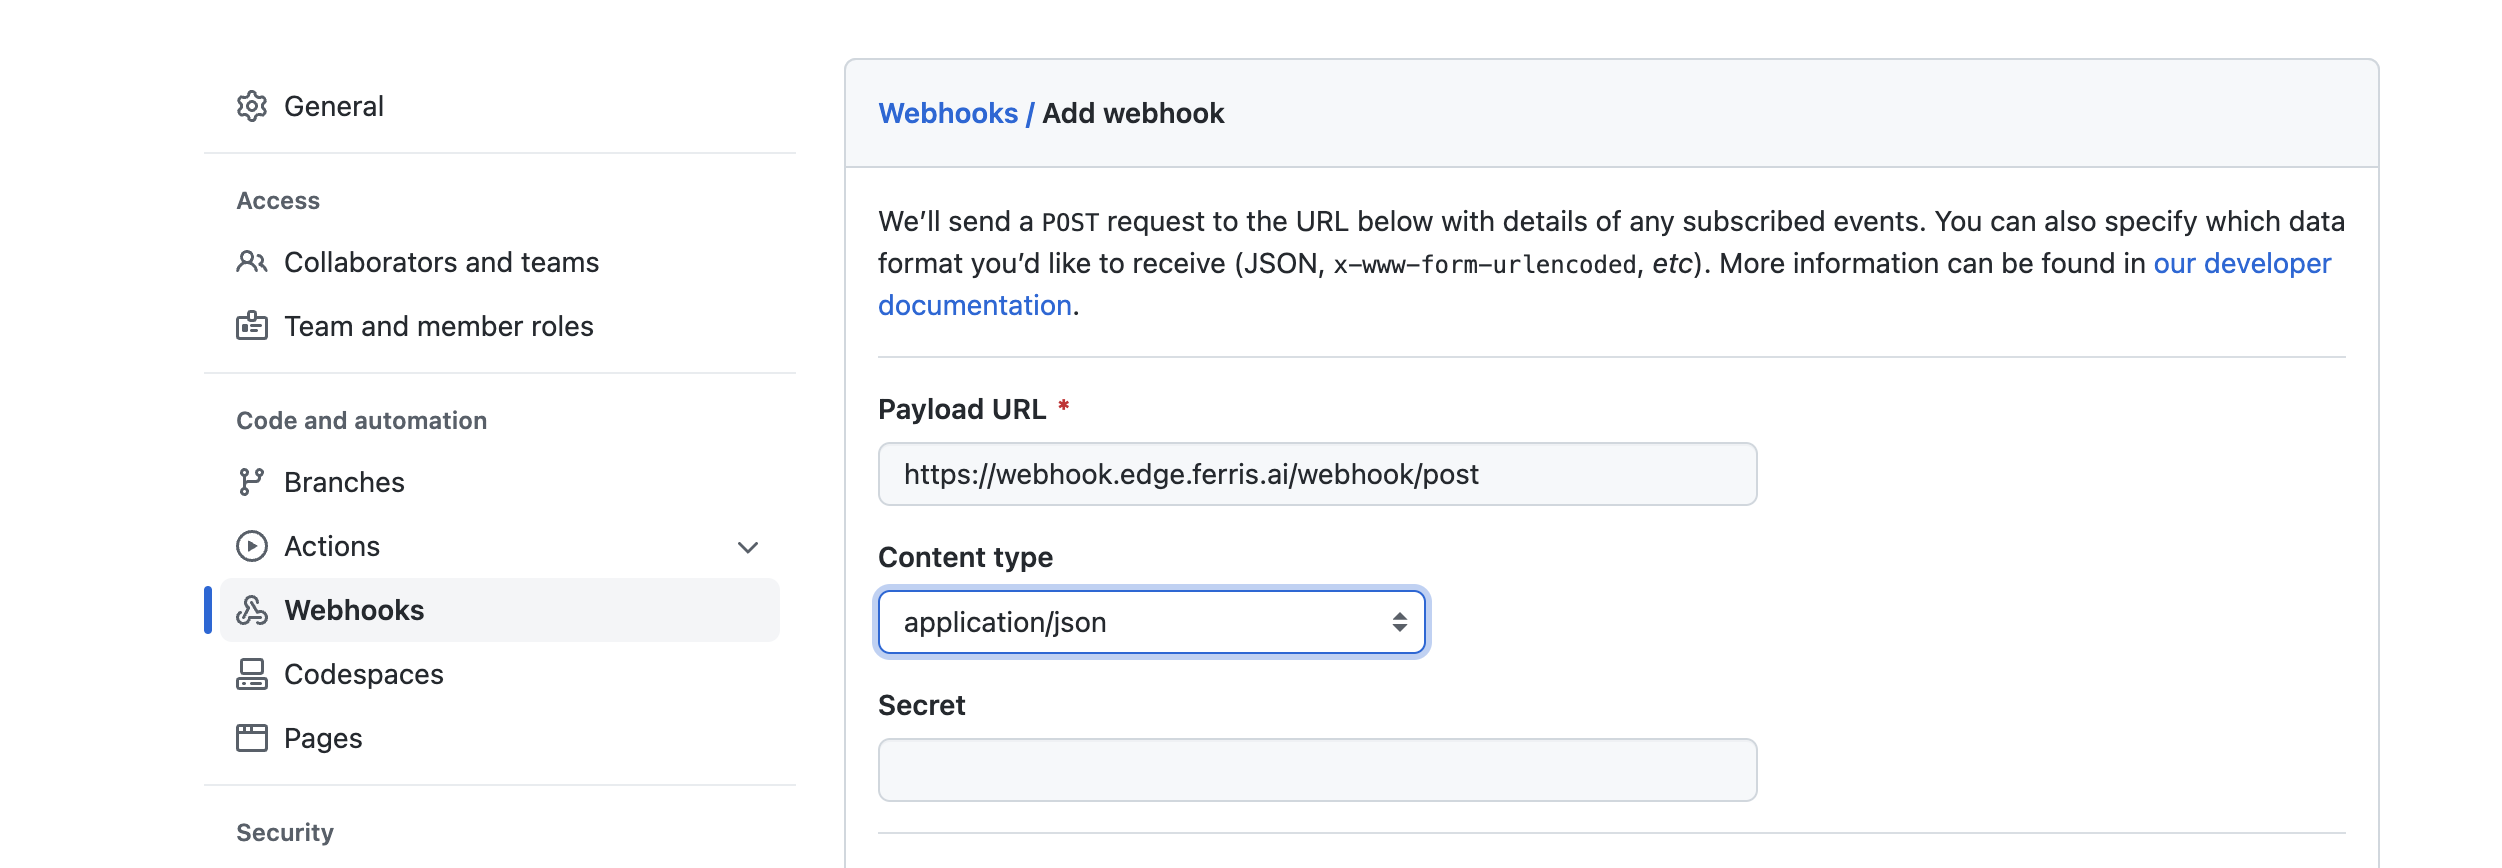 General
Access
Collaborators and teams
Team and member roles
Code and automation
Branches
Actions
Webhooks
Codespaces
Pages
Security
Webhooks / Add webhook
We’ll send a POST request to the URL below with details of any subscribed events. You can also specify which data
format you’d like to receive (JSON, x-www-form-urlencoded, etc). More information can be found in our developer
documentation.
Payload URL *
https://webhook.edge.ferris.ai/webhook/post
Content type
application/json
Secret